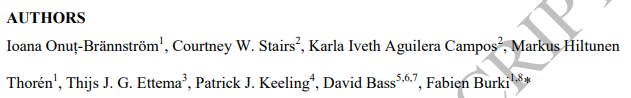 AUTHORS
Ioana Onuț-Brännström1, Courtney W. Stairs2, Karla Iveth Aguilera Campos2, Markus Hiltunen
Thorén1, Thijs J. G. Ettema3, Patrick J. Keeling4, David Bass5,6,7, Fabien Burki1,8*
CRIP